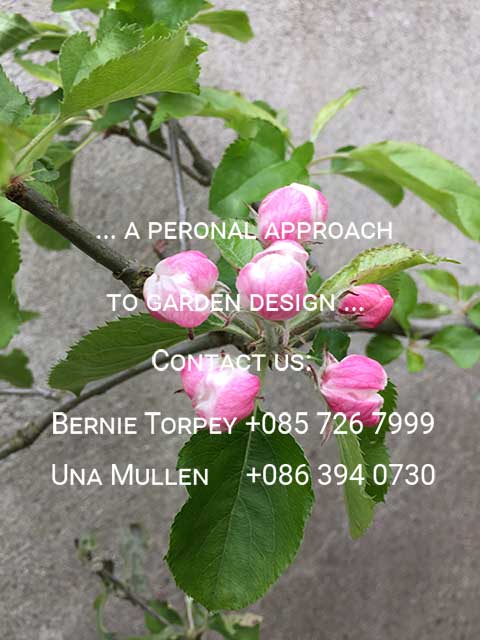 ... a peronal approach
to garden design ...
Contact us:
Bernie Torpey +085 726 7999
Una Mullen +086 394 0730